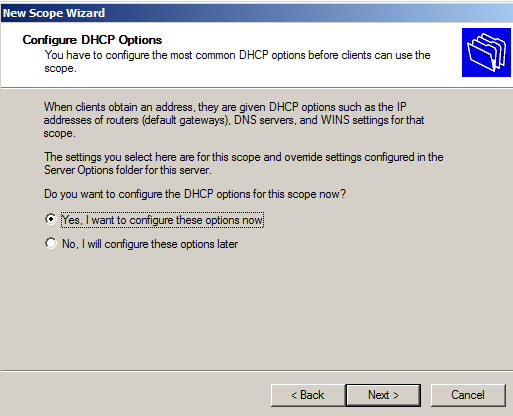 New Scope Wizard
Configure DHCP Options
You have to configure the most common DHCP options before clients can use the
scope.
When clients obtain an address, they are given DHCP options such as the IP
addresses of routers (default gateways), DNS servers, and WINS settings for that
scope.
The settings you select here are for this scope and override settings configured in the
Server Options folder for this server.
Do you want to configure the DHCP options for this scope now?
Yes, I want to configure these options now
No, I will configure these options later
< Back
Next >
Cancel